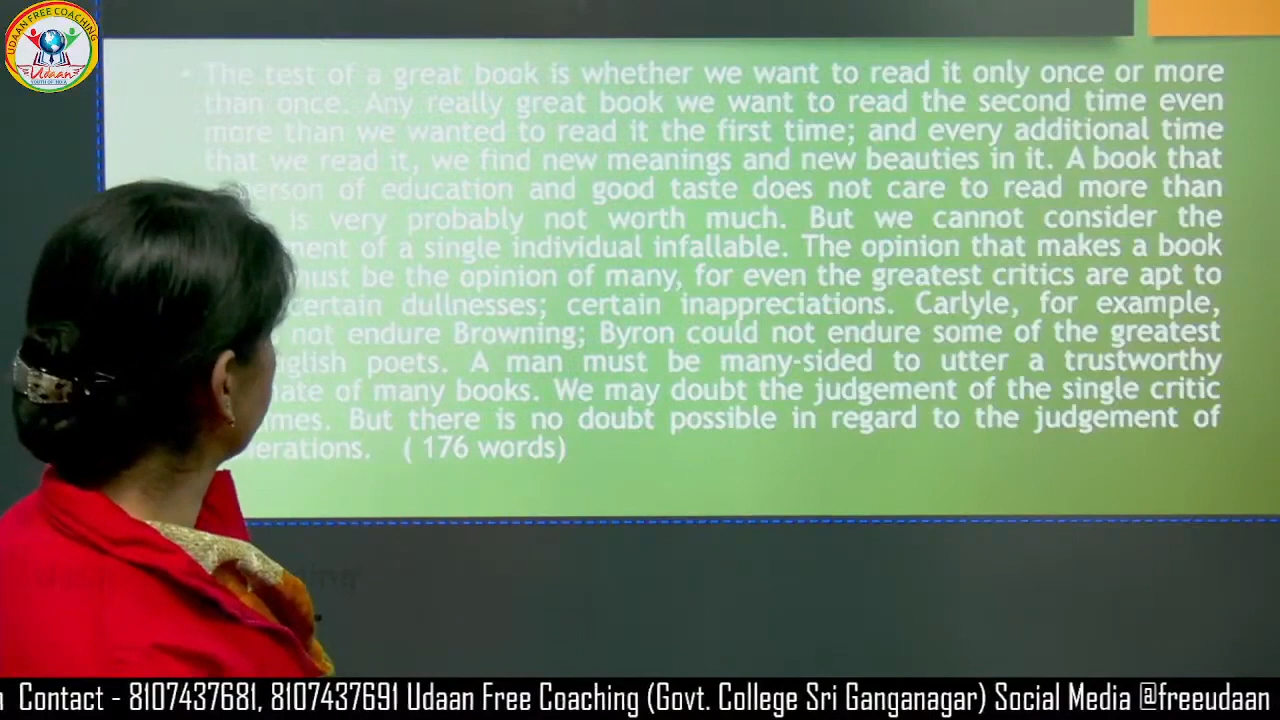 UDAAN FREE COACHING
Udaan
YOUTH OF INDIA
The test of a great book is whether we want to read it only once or more
than once. Any really great book we want to read the second time even
more than we wanted to read it the first time; and every additional time
that we read it, we find new meanings and new beauties in it. A book that
of education and good taste does not care to read more than
is very probably not worth much. But we cannot consider the
of a single individual infallable. The opinion that makes a book
must be the opinion of many, for even the greatest critics are apt to
certain dullnesses; certain inappreciations. Carlyle, for example,
not endure Browning; Byron could not endure some of the greatest
poets. A man must be many-sided to utter a trustworthy
of many books. We may doubt the judgement of the single critic
But there is no doubt possible in regard to the judgement of
( 176 words)
Contact - 8107437681, 8107437691 Udaan Free Coaching (Govt. College Sri Ganganagar) Social Media @freeudaan